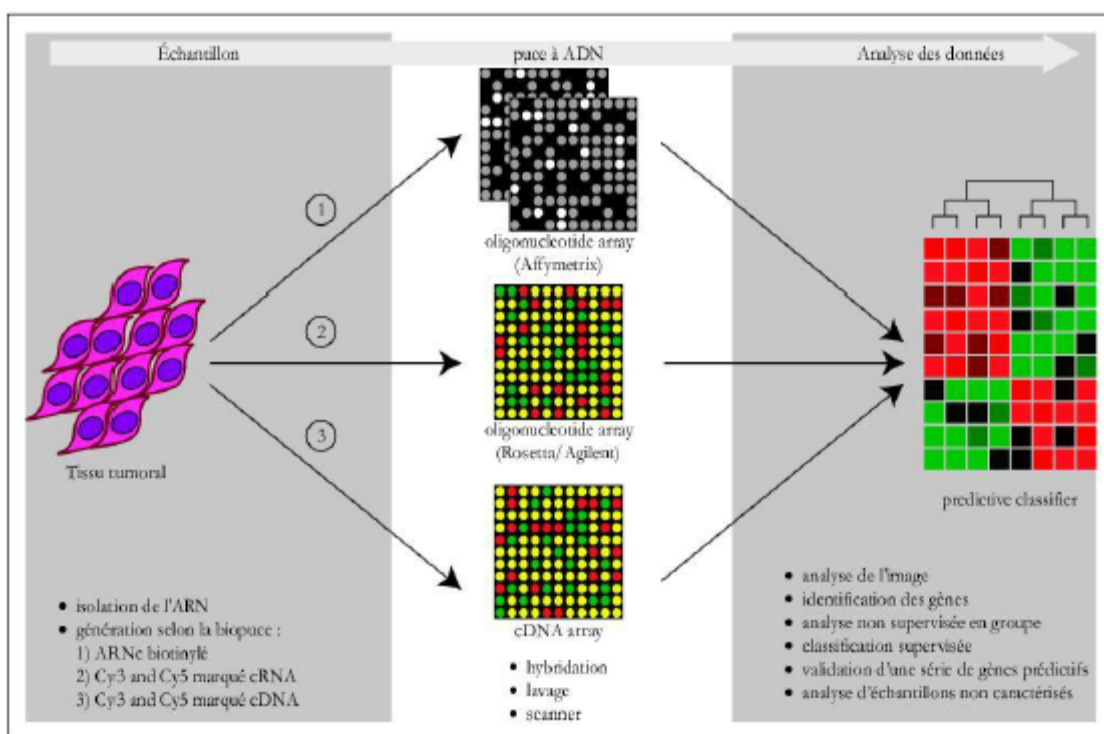 Échantillon
puce à ADN
Analyse des données
1
oligonucleotide array
(Affymetrix)
2
oligonucleotide array
(Rosetta/Agilent)
3
Tissu tumoral
predictive classifier
• isolation de l'ARN
• génération selon la biopuce :
1) ARNc biotinylé
2) Cy3 and Cy5 marqué cRNA
3) Cy3 and Cy5 marqué cDNA
cDNA array
• hybridation
• lavage
• scanner
• analyse de l'image
• identification des gènes
• analyse non supervisée en groupe
• classification supervisée
• validation d'une série de gènes prédictifs
• analyse d'échantillons non caractérisés